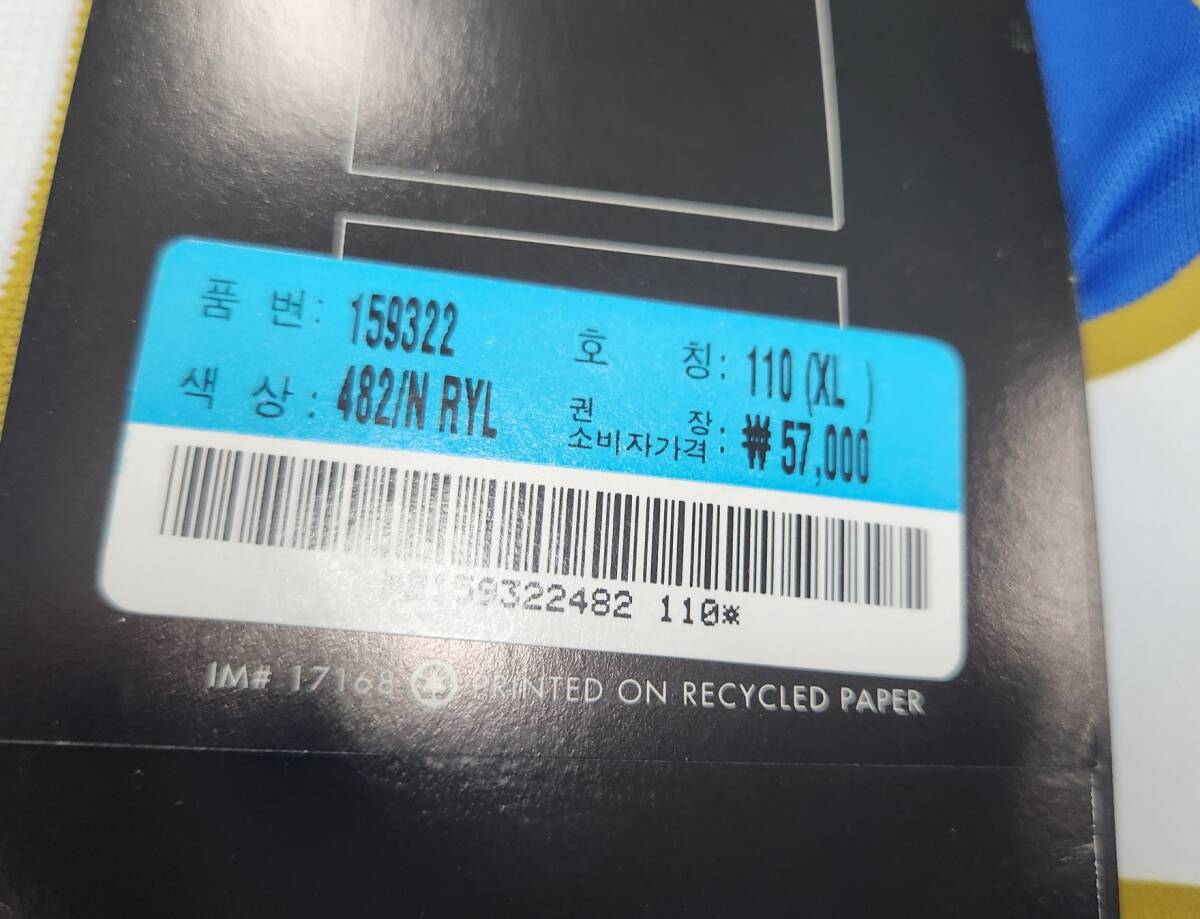 품 번: 159322 호 칭: 110 (XL )
색 상: 482/N RYL 권 장
소비자가격: ₩ 57,000
159322482 110*
IM# 17168 PRINTED ON RECYCLED PAPER